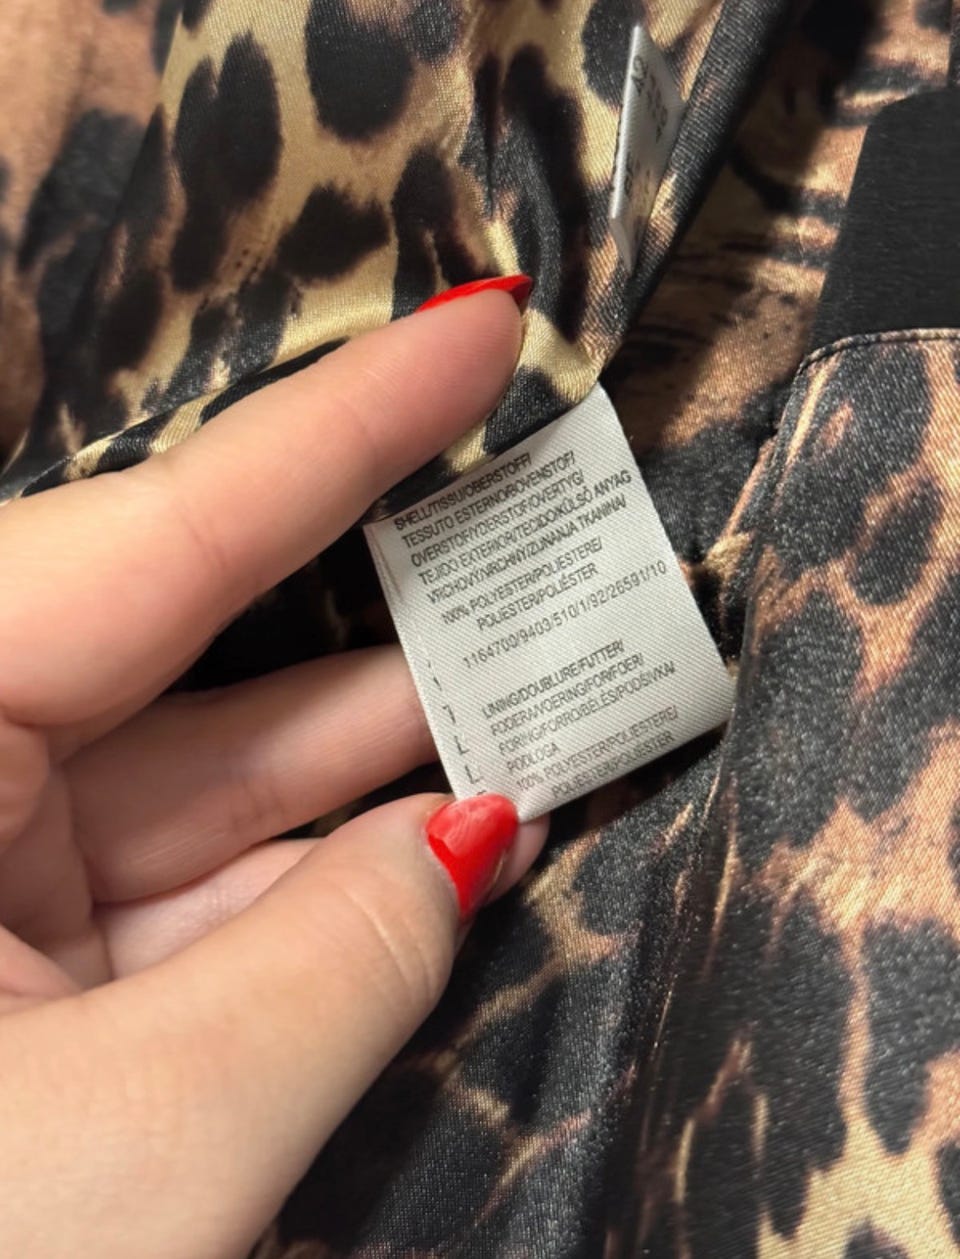 SHELL/TISSU/OBERSTOFF/
TESSUTO ESTERNO/BOVENSTOF/
OVERSTOF/YDERSTOF/OVERTYG/
TEJIDO EXTERIOR/TECIDO/KÜLSŐ ANYAG
VRCHOVÝ/VRCHNÝ/ZUNANJA TKANINA/
100% POLYESTER/POLIESTERE/
POLIESTER/POLIÉSTER
1164700/9403/510/1/92/26591/10
LINING/DOUBLURE/FUTTER/
FODERA/VOERING/FOR/FOER/
FORING/FORRO/BÉLÉS/PODŠÍVKA/
PODLOGA
100% POLYESTER/POLIESTERE/
POLIESTER/POLIÉSTER